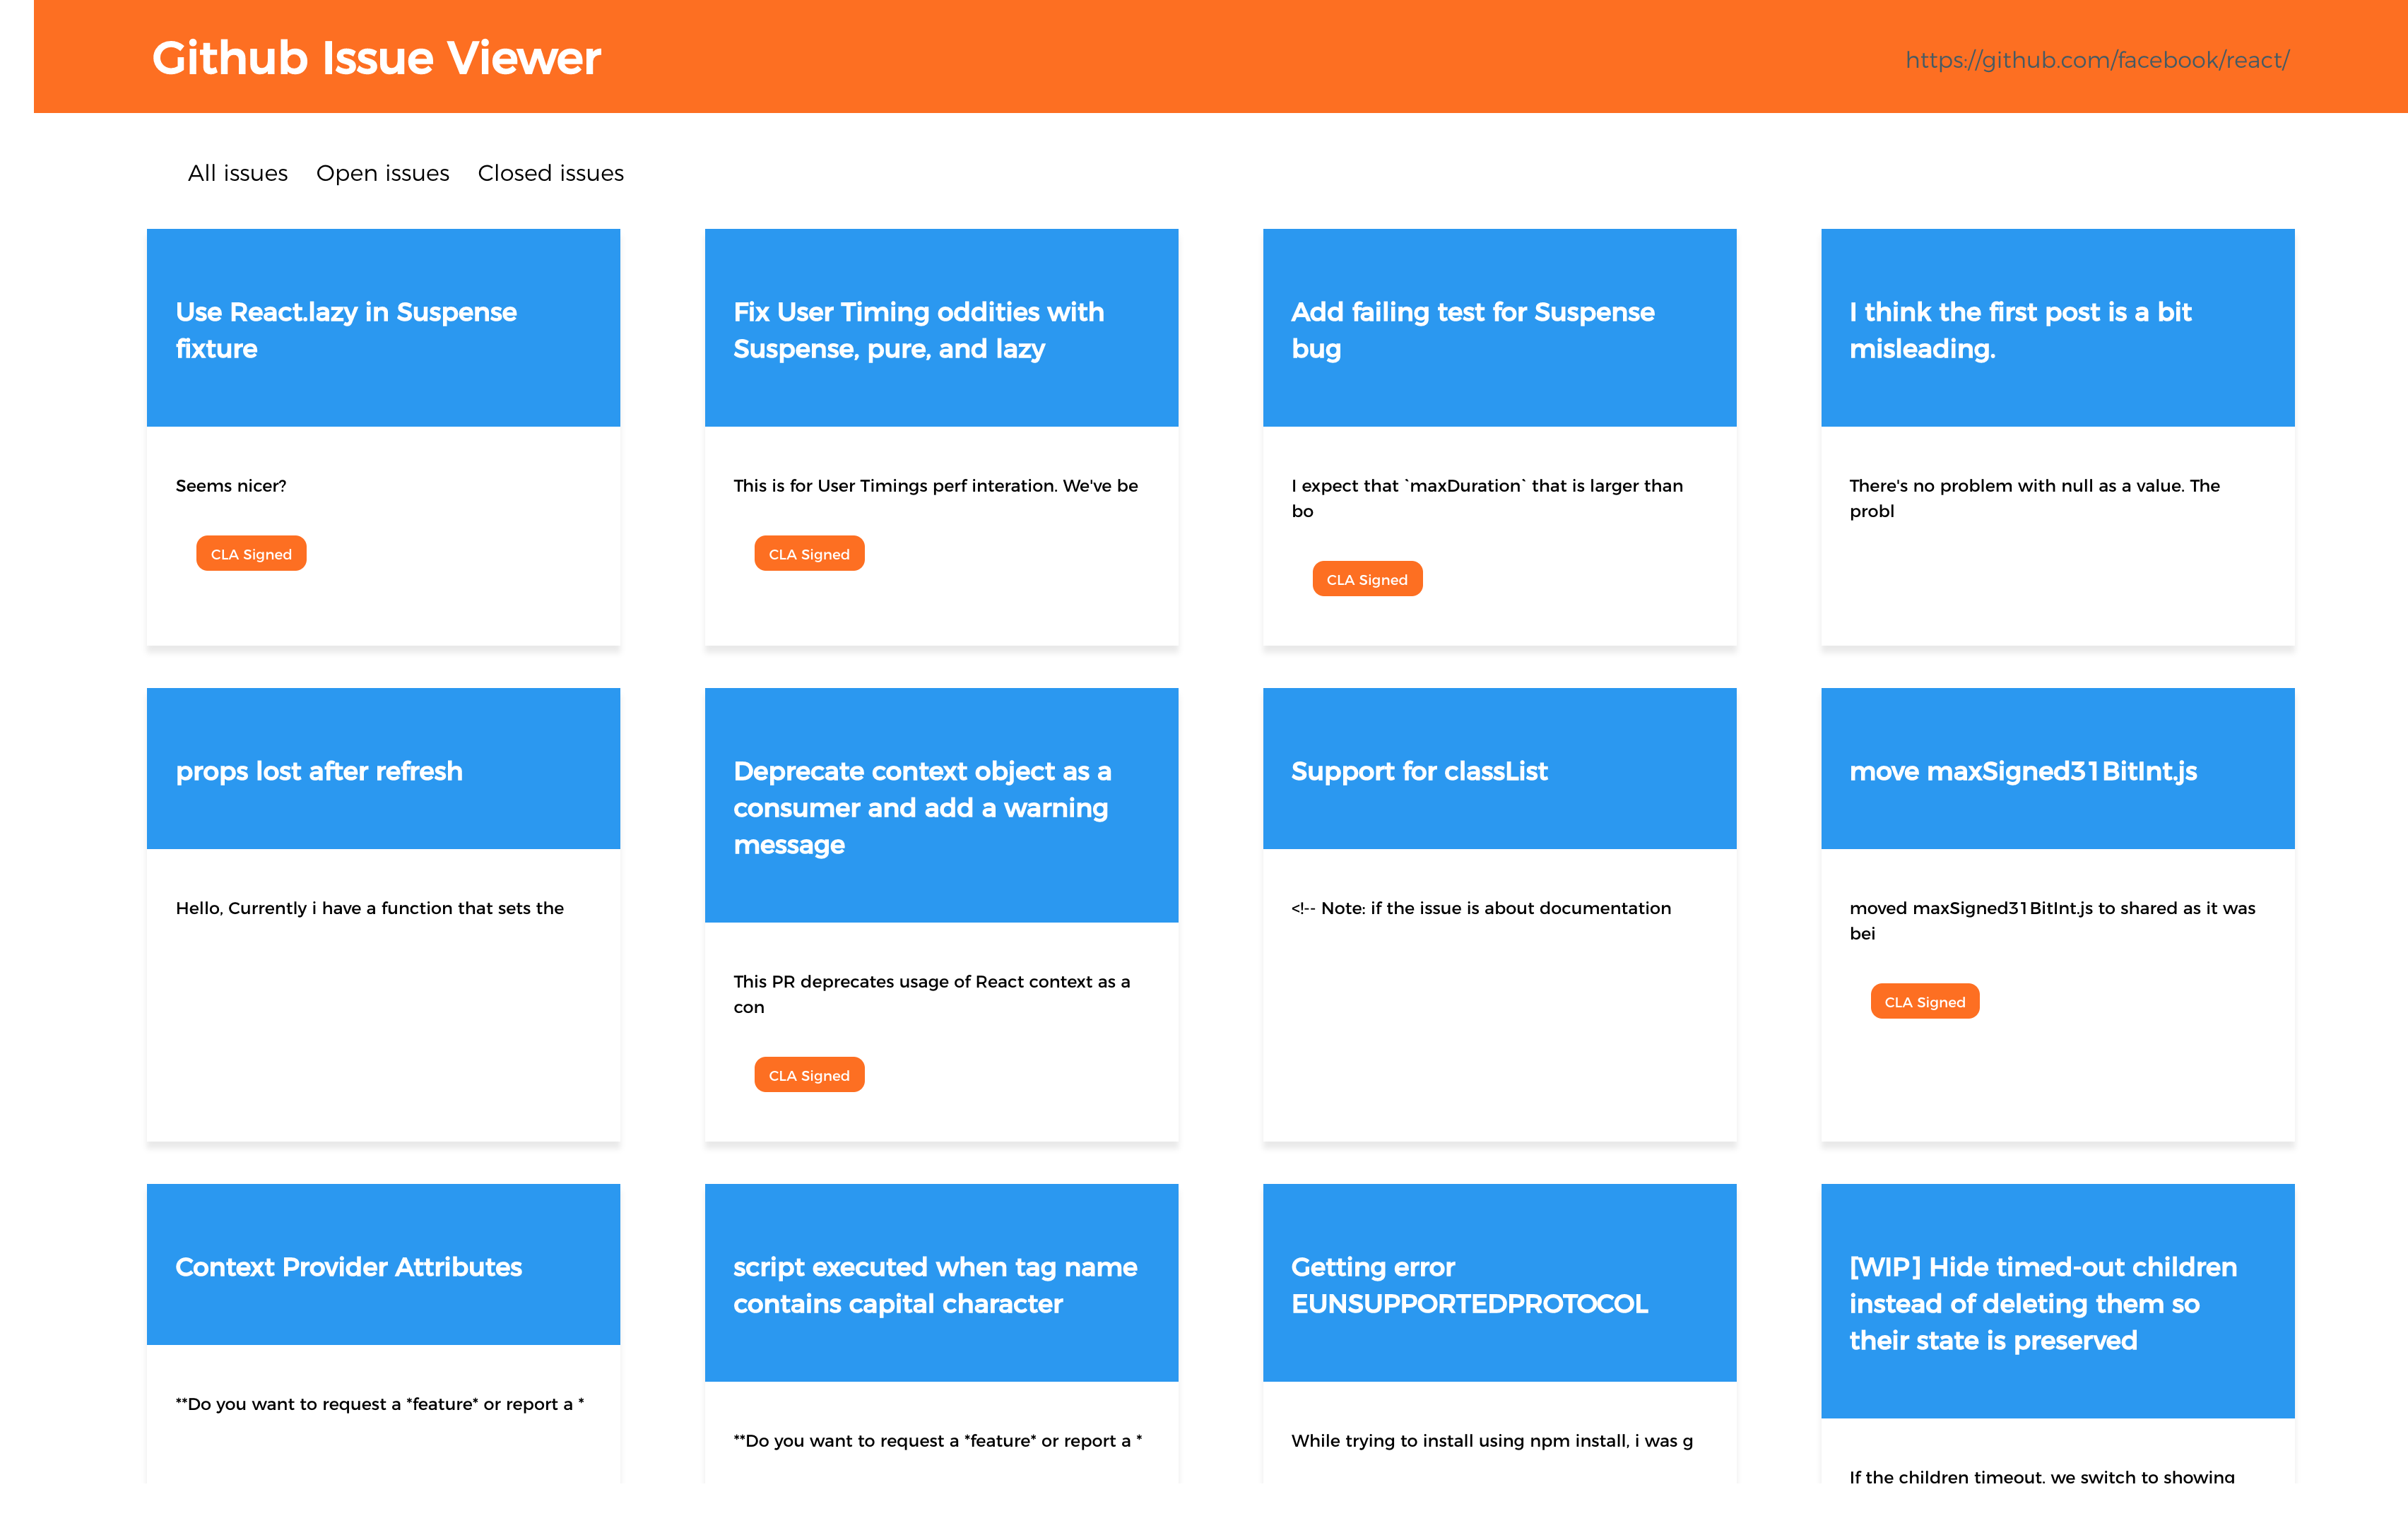 Github Issue Viewer
https://github.com/facebook/react/
All issues Open issues Closed issues
Use React.lazy in Suspense
fixture
Seems nicer?
CLA Signed
Fix User Timing oddities with
Suspense, pure, and lazy
This is for User Timings perf interation. We've be
CLA Signed
Add failing test for Suspense
bug
I expect that `maxDuration` that is larger than
bo
CLA Signed
I think the first post is a bit
misleading.
There's no problem with null as a value. The
probl
props lost after refresh
Hello, Currently i have a function that sets the
Deprecate context object as a
consumer and add a warning
message
This PR deprecates usage of React context as a
con
CLA Signed
Support for classList
<!-- Note: if the issue is about documentation
move maxSigned31BitInt.js
moved maxSigned31BitInt.js to shared as it was
bei
CLA Signed
Context Provider Attributes
**Do you want to request a *feature* or report a *
script executed when tag name
contains capital character
**Do you want to request a *feature* or report a *
Getting error
EUNSUPPORTEDPROTOCOL
While trying to install using npm install, i was g
[WIP] Hide timed-out children
instead of deleting them so
their state is preserved
If the children timeout, we switch to showing